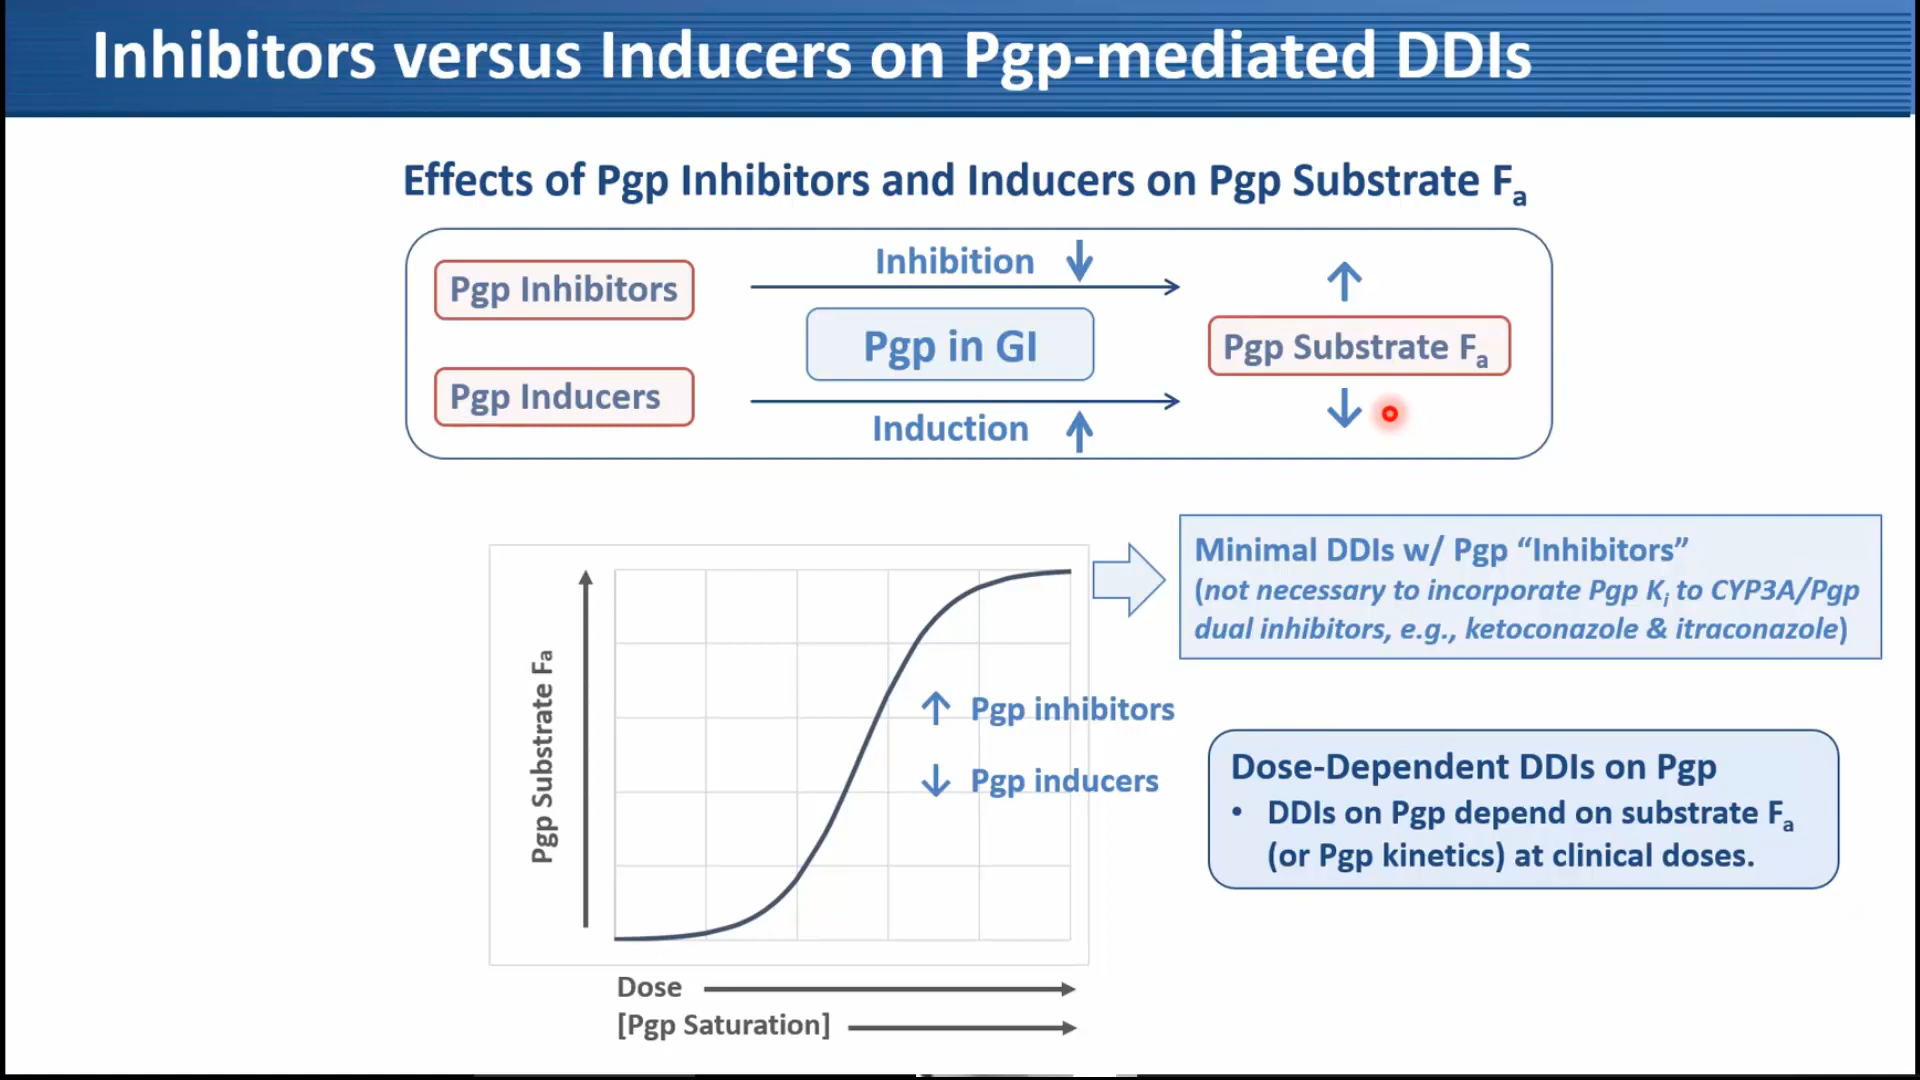 Inhibitors versus Inducers on Pgp-mediated DDIs
Effects of Pgp Inhibitors and Inducers on Pgp Substrate Fa
Pgp Inhibitors
Inhibition ↓
↑
Pgp in GI
Pgp Substrate Fa
Pgp Inducers
Induction ↑
↓
Minimal DDIs w/ Pgp “Inhibitors”
(not necessary to incorporate Pgp Ki to CYP3A/Pgp
dual inhibitors, e.g., ketoconazole & itraconazole)
Pgp Substrate Fa
↑ Pgp inhibitors
↓ Pgp inducers
Dose-Dependent DDIs on Pgp
• DDIs on Pgp depend on substrate Fa
(or Pgp kinetics) at clinical doses.
Dose
[Pgp Saturation]